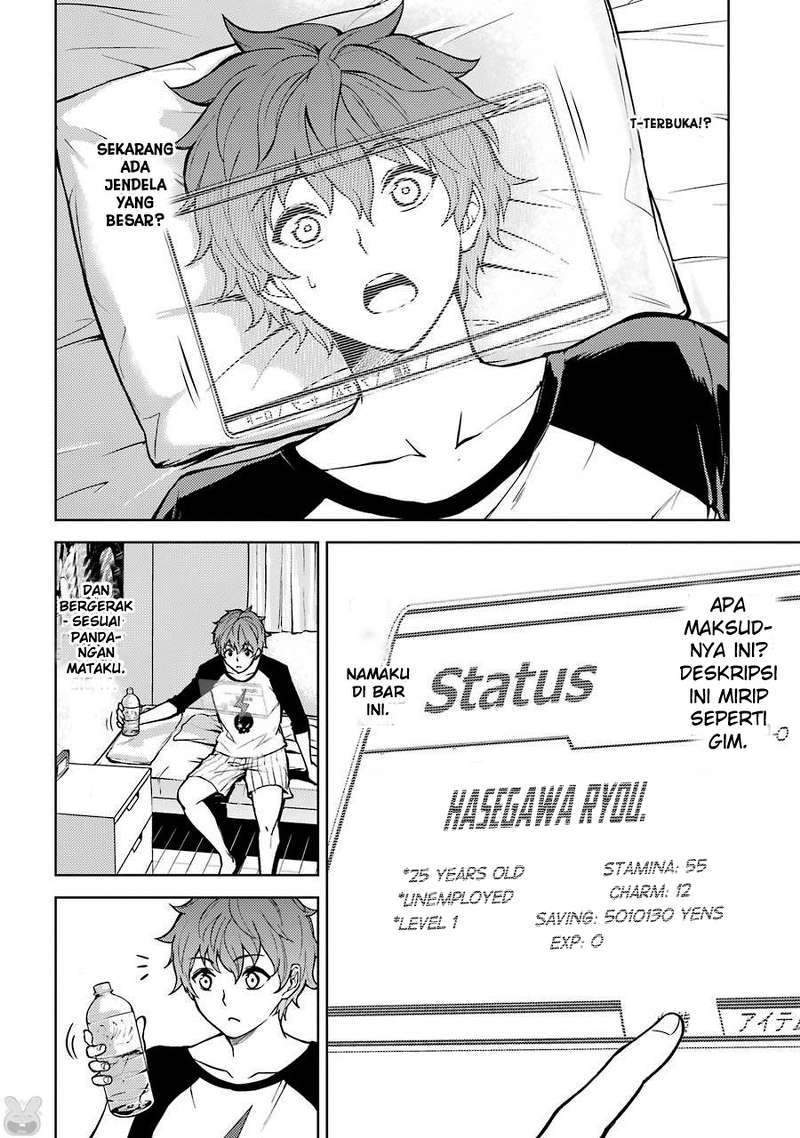 T-TERBUKA!?
SEKARANG
ADA
JENDELA
YANG
BESAR?
APA
MAKSUD-
NYA INI?
DESKRIPSI
INI MIRIP
SEPERTI
GIM.
NAMAKU
DI BAR
INI.
Status
HASEGAWA RYOU.
*25 YEARS OLD
*UNEMPLOYED
*LEVEL 1
STAMINA: 55
CHARM: 12
SAVING: 5010130 YENS
EXP: 0
アイテム
DAN
BERGERAK
- SESUAI
PANDA-
NGAN
MATAKU.